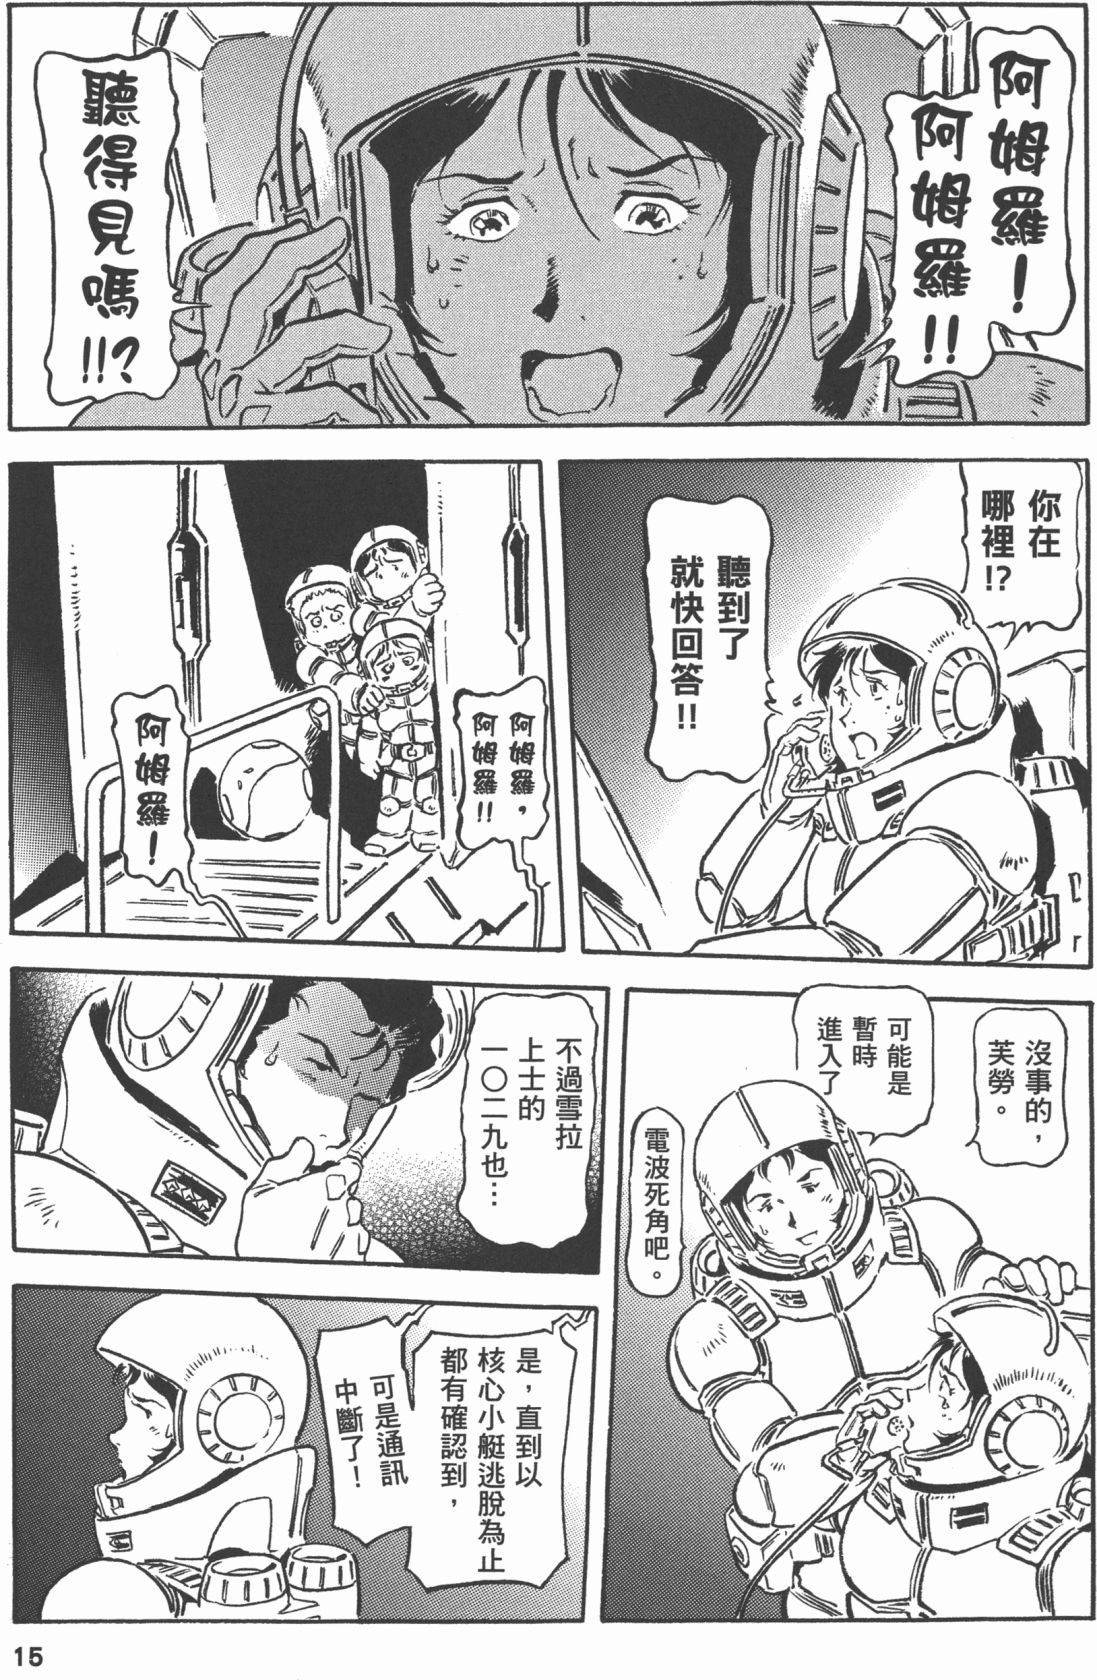 阿姆羅！
阿姆羅!!
聽得見嗎!!?
你在
哪裡!?
聽到了
就快回答!!
阿姆羅，
阿姆羅!!
阿姆羅！
沒事的，
芙勞。
可能是
暫時
進入了
電波死角吧。
不過雪拉
上士的
一〇二九也…
是，直到以
核心小艇逃脫為止
都有確認到，
可是通訊
中斷了！
15